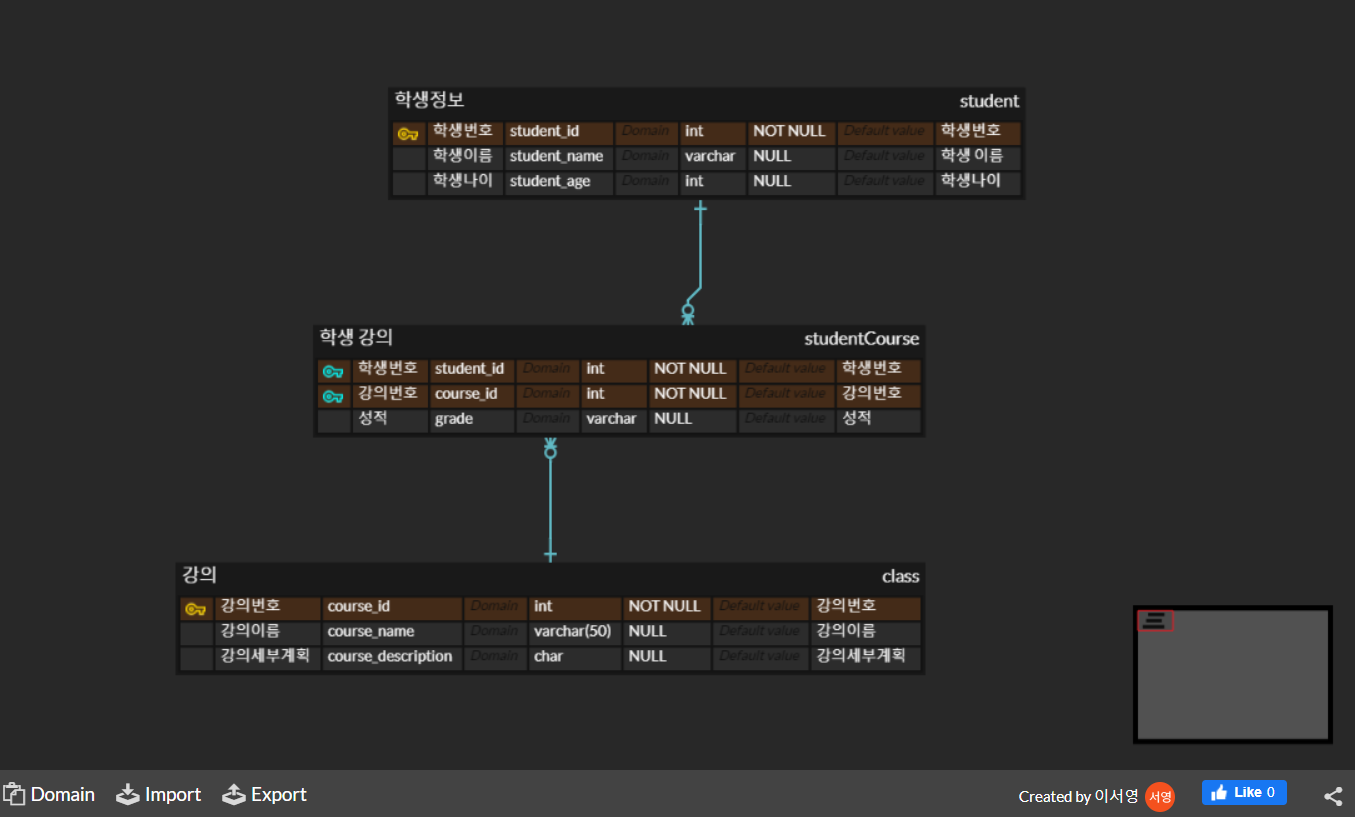 학생정보 student
학생번호 student_id Domain int NOT NULL Default value 학생번호
학생이름 student_name Domain varchar NULL Default value 학생 이름
학생나이 student_age Domain int NULL Default value 학생나이
학생 강의 studentCourse
학생번호 student_id Domain int NOT NULL Default value 학생번호
강의번호 course_id Domain int NOT NULL Default value 강의번호
성적 grade Domain varchar NULL Default value 성적
강의 class
강의번호 course_id Domain int NOT NULL Default value 강의번호
강의이름 course_name Domain varchar(50) NULL Default value 강의이름
강의세부계획 course_description Domain char NULL Default value 강의세부계획
Domain Import Export Created by 이서영 서영 Like 0